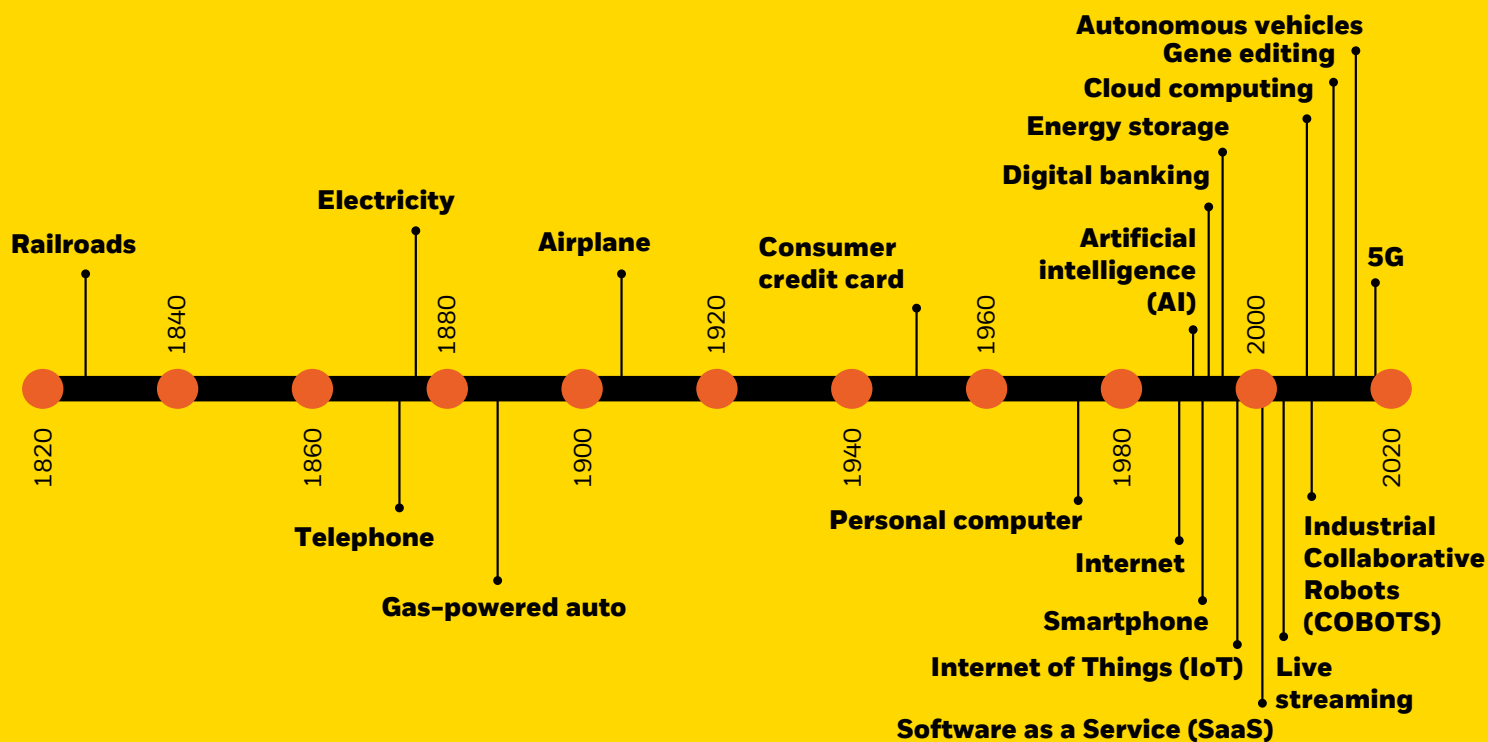 Autonomous vehicles
Gene editing
Cloud computing
Energy storage
Digital banking
Electricity
Railroads
Airplane
Consumer
credit card
Artificial
intelligence
(AI)
5G
1840
1880
1920
1960
2000
1820
1860
1900
1940
1980
2020
Telephone
Gas-powered auto
Personal computer
Internet
Smartphone
Internet of Things (IoT)
Software as a Service (SaaS)
Live
streaming
Industrial
Collaborative
Robots
(COBOTS)